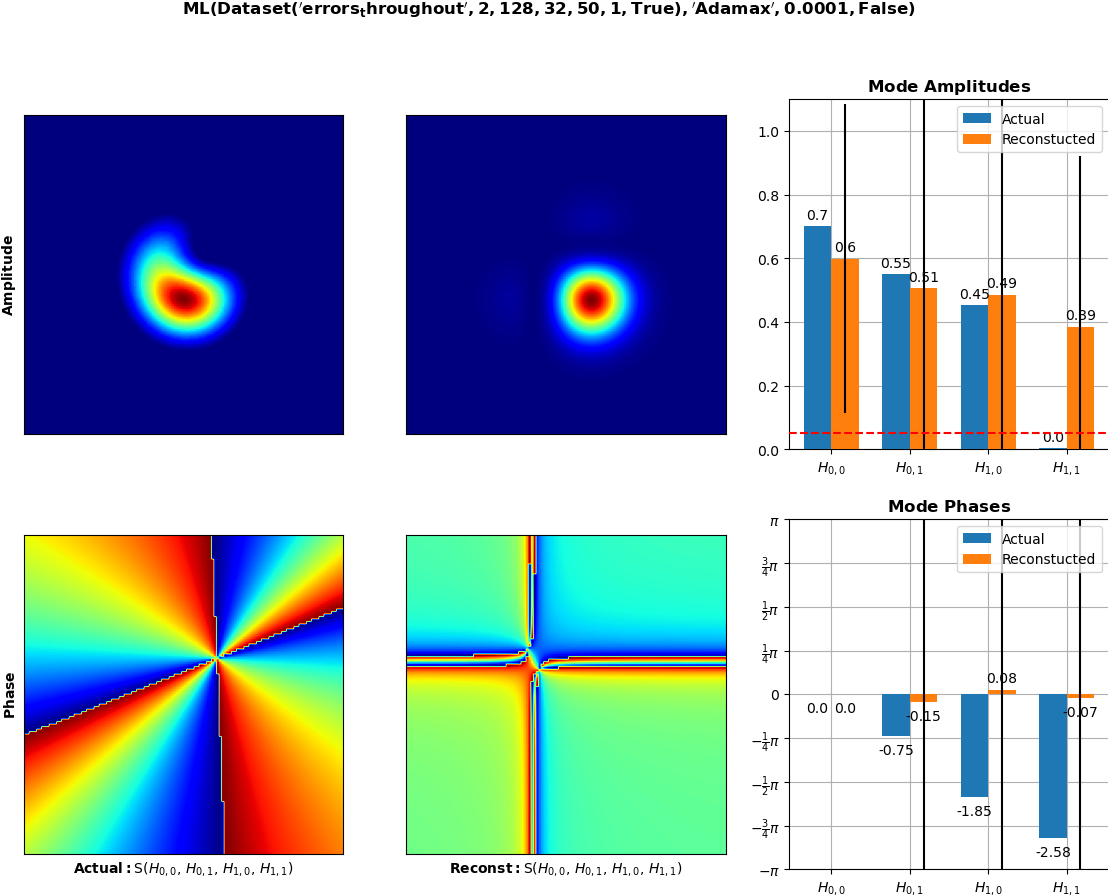 ML(Dataset('errors_throughout', 2, 128, 32, 50, 1, True), 'Adamax', 0.0001, False)
Mode Amplitudes
Amplitude
Actual
Reconstucted
1.0
0.8
0.6
0.4
0.2
0.0
0.7
0.6
0.55
0.51
0.45
0.49
0.0
0.39
H0,0
H0,1
H1,0
H1,1
Mode Phases
Phase
Actual
Reconstucted
π
3/4π
1/2π
1/4π
0
−1/4π
−1/2π
−3/4π
−π
0.0
0.0
-0.75
-0.15
-1.85
0.08
-2.58
-0.07
H0,0
H0,1
H1,0
H1,1
Actual: S(H0,0, H0,1, H1,0, H1,1)
Reconst: S(H0,0, H0,1, H1,0, H1,1)